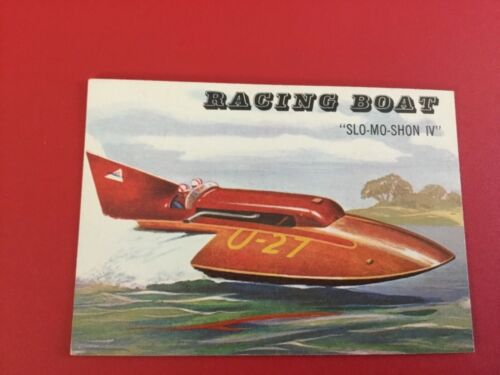 RACING BOAT
"SLO-MO-SHON IV"
U-27